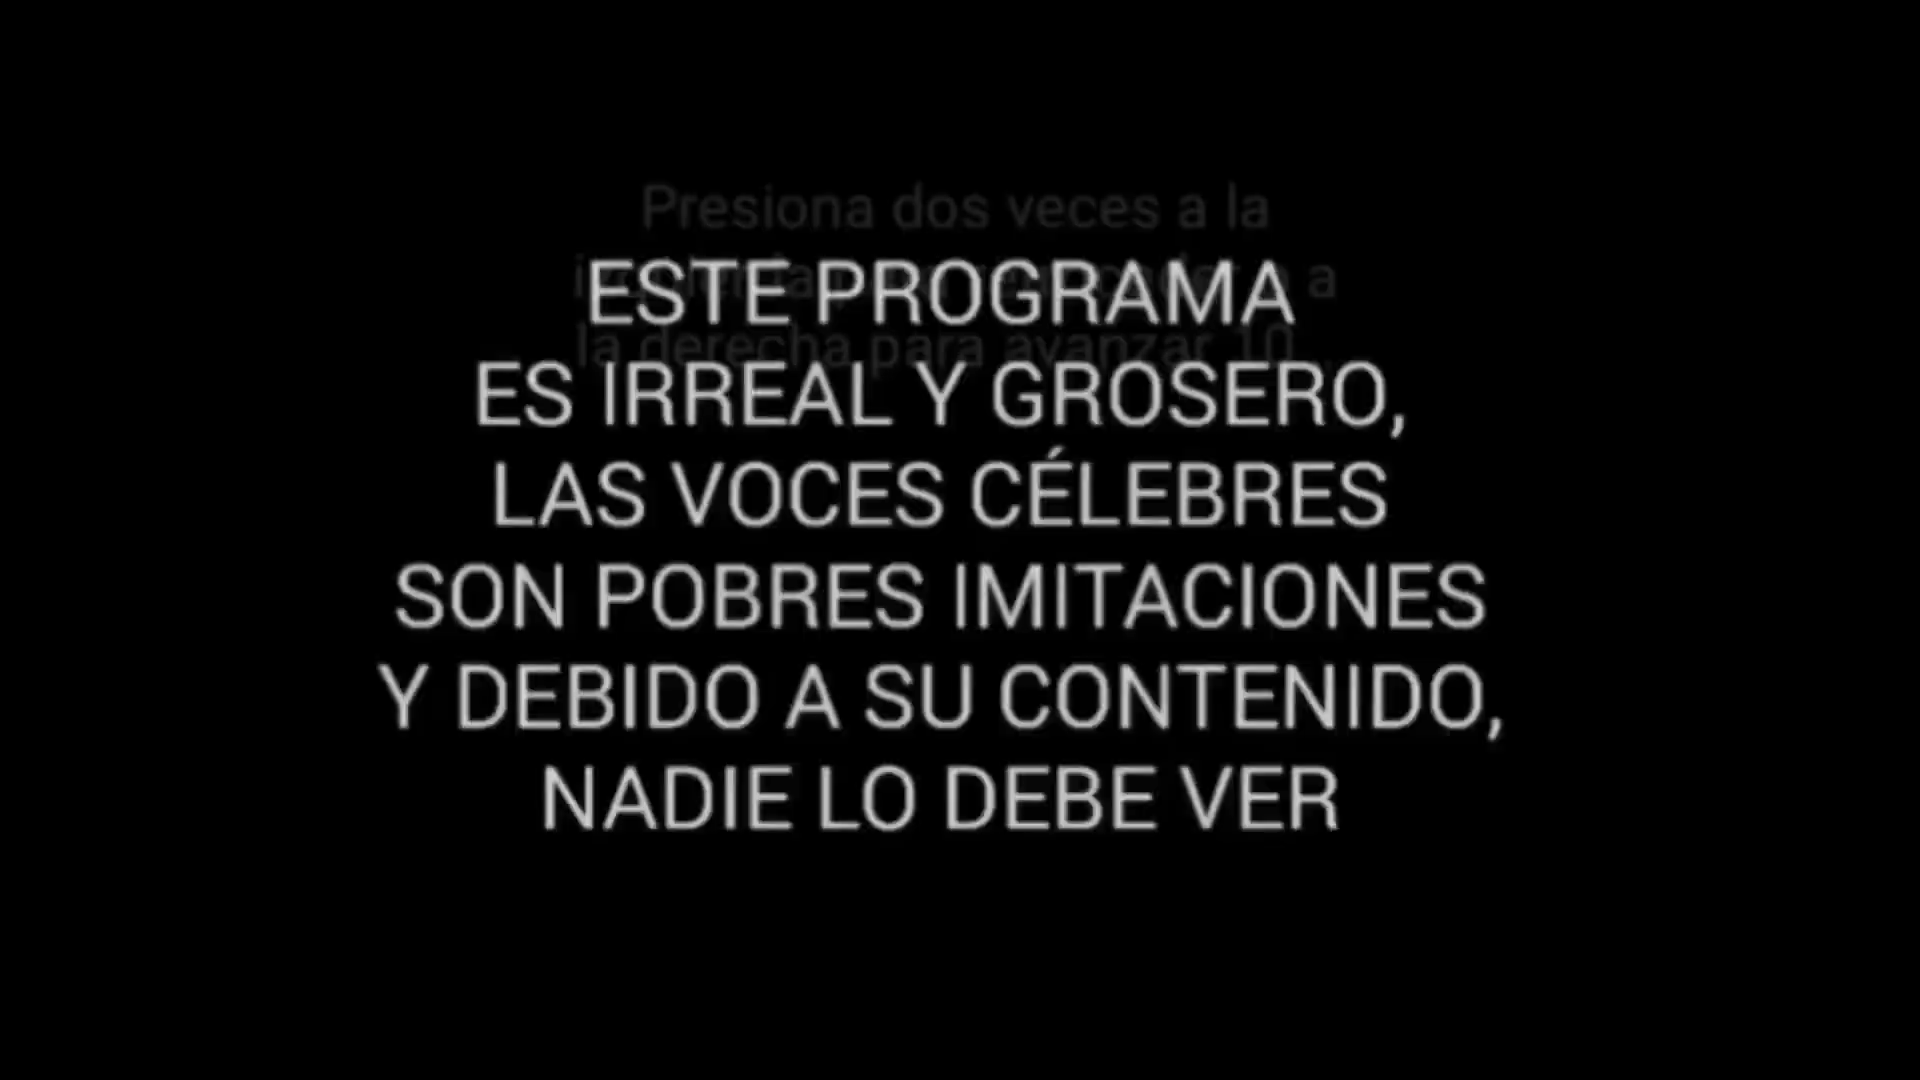 Presiona dos veces a la
a
la derecha para avanzar 10
ESTE PROGRAMA
ES IRREAL Y GROSERO,
LAS VOCES CÉLEBRES
SON POBRES IMITACIONES
Y DEBIDO A SU CONTENIDO,
NADIE LO DEBE VER